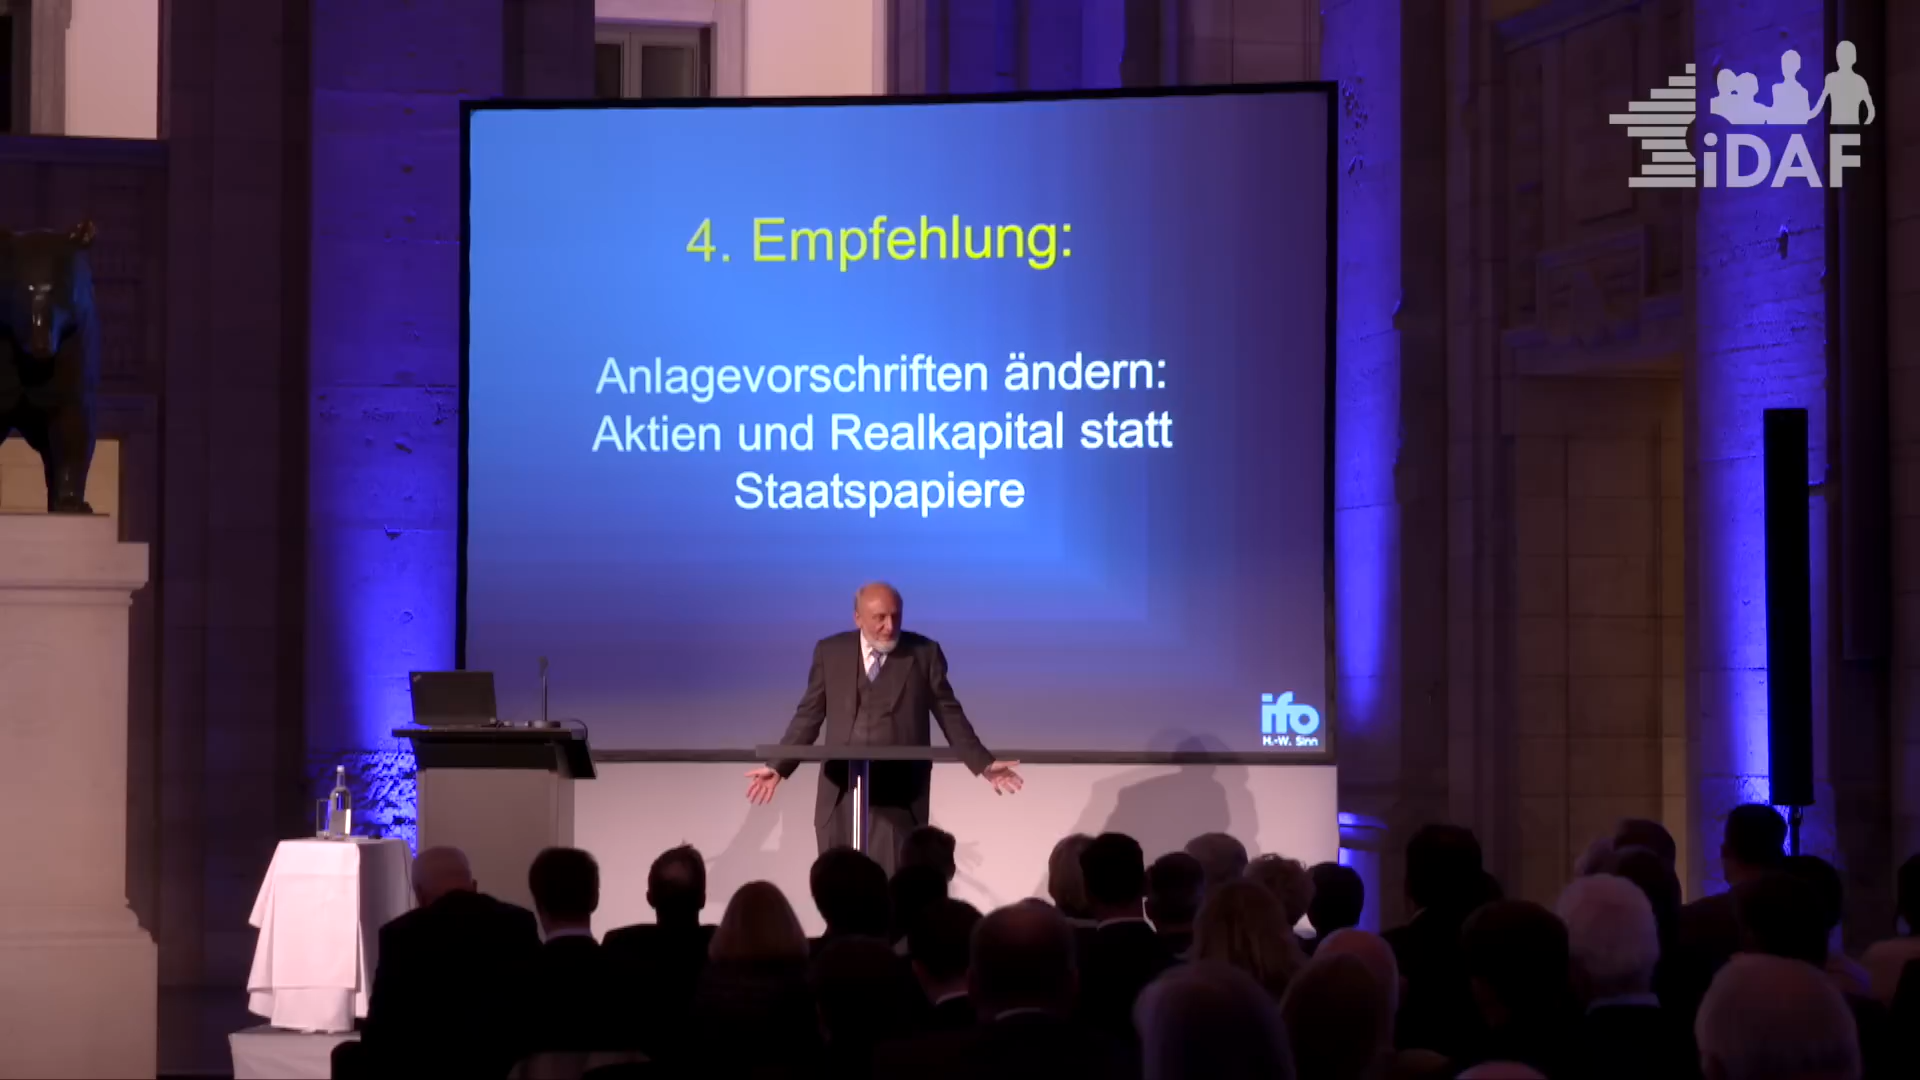 iDAF
4. Empfehlung:
Anlagevorschriften ändern:
Aktien und Realkapital statt
Staatspapiere
ifo
H.-W. Sinn